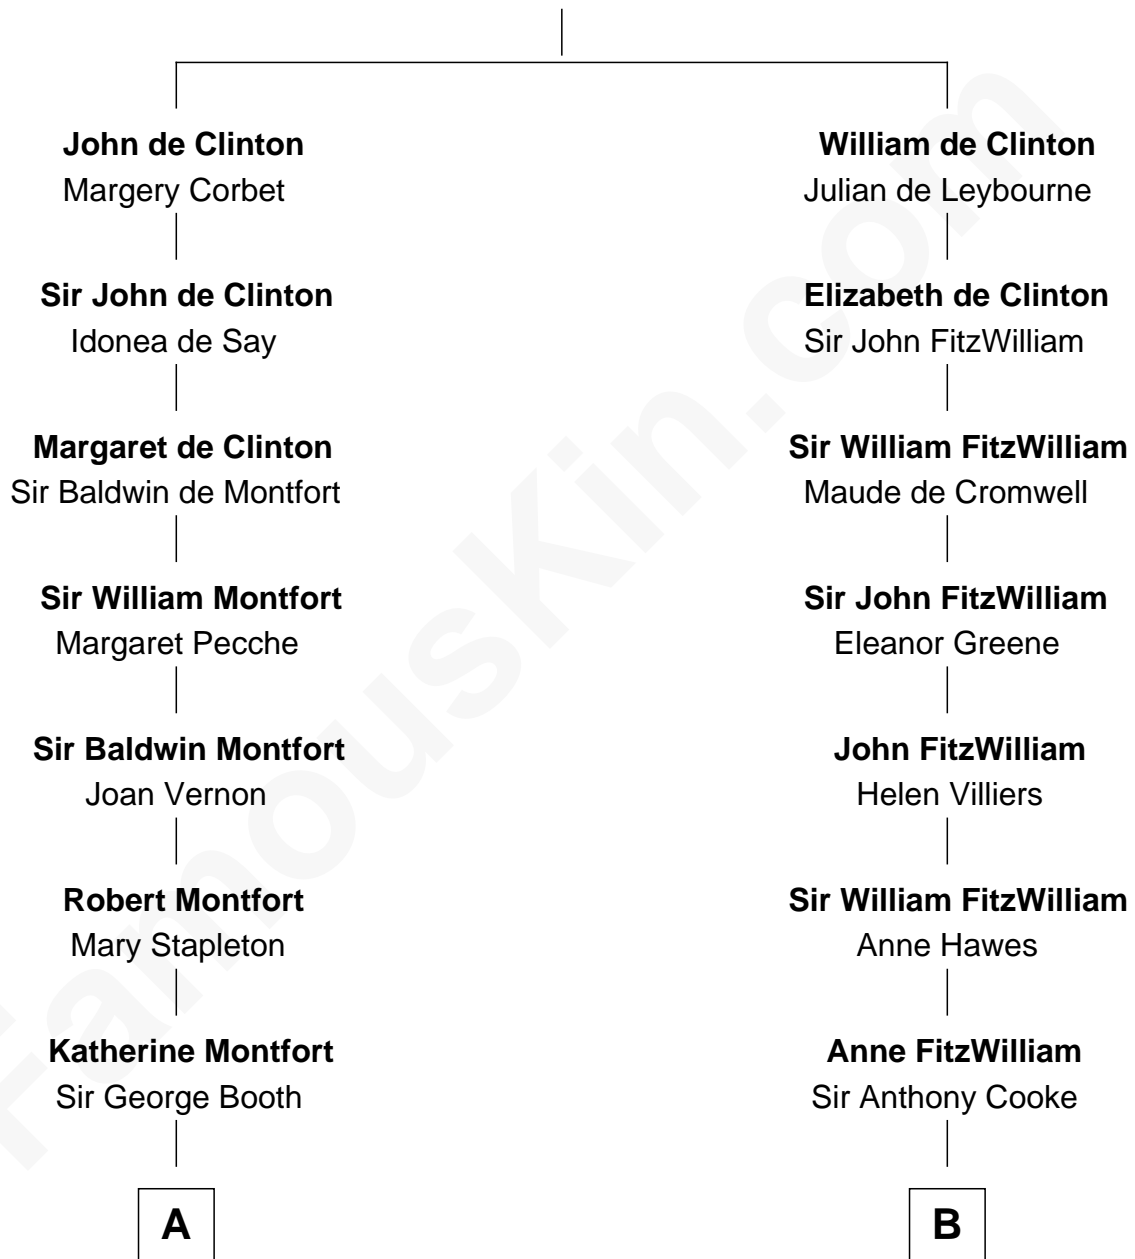 John de Clinton
Margery Corbet
William de Clinton
Julian de Leybourne
Sir John de Clinton
Idonea de Say
Elizabeth de Clinton
Sir John FitzWilliam
Margaret de Clinton
Sir Baldwin de Montfort
Sir William FitzWilliam
Maude de Cromwell
Sir William Montfort
Margaret Pecche
Sir John FitzWilliam
Eleanor Greene
Sir Baldwin Montfort
Joan Vernon
John FitzWilliam
Helen Villiers
Robert Montfort
Mary Stapleton
Sir William FitzWilliam
Anne Hawes
Katherine Montfort
Sir George Booth
Anne FitzWilliam
Sir Anthony Cooke
A
B
FamousKin.com